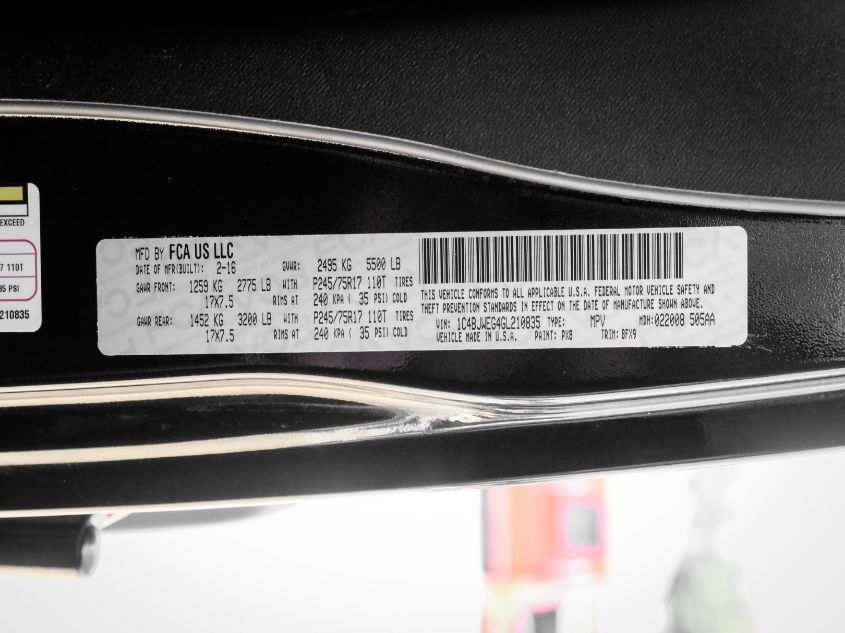 EXCEED
7 110T
35 PSI
210835
MFD BY FCA US LLC
DATE OF MFR(BUILT): 2-16 GVWR: 2495 KG 5500 LB
GAWR FRONT: 1259 KG 2775 LB WITH P245/75R17 110T TIRES
17X7.5 RIMS AT 240 KPA ( 35 PSI) COLD
GAWR REAR: 1452 KG 3200 LB WITH P245/75R17 110T TIRES
17X7.5 RIMS AT 240 KPA ( 35 PSI) COLD
THIS VEHICLE CONFORMS TO ALL APPLICABLE U.S.A. FEDERAL MOTOR VEHICLE SAFETY AND
THEFT PREVENTION STANDARDS IN EFFECT ON THE DATE OF MANUFACTURE SHOWN ABOVE.
VIN: 1C4BJWEG4GL210835 TYPE: MPV MDH:022008 505AA
VEHICLE MADE IN U.S.A. PAINT: PX8 TRIM: BFX9